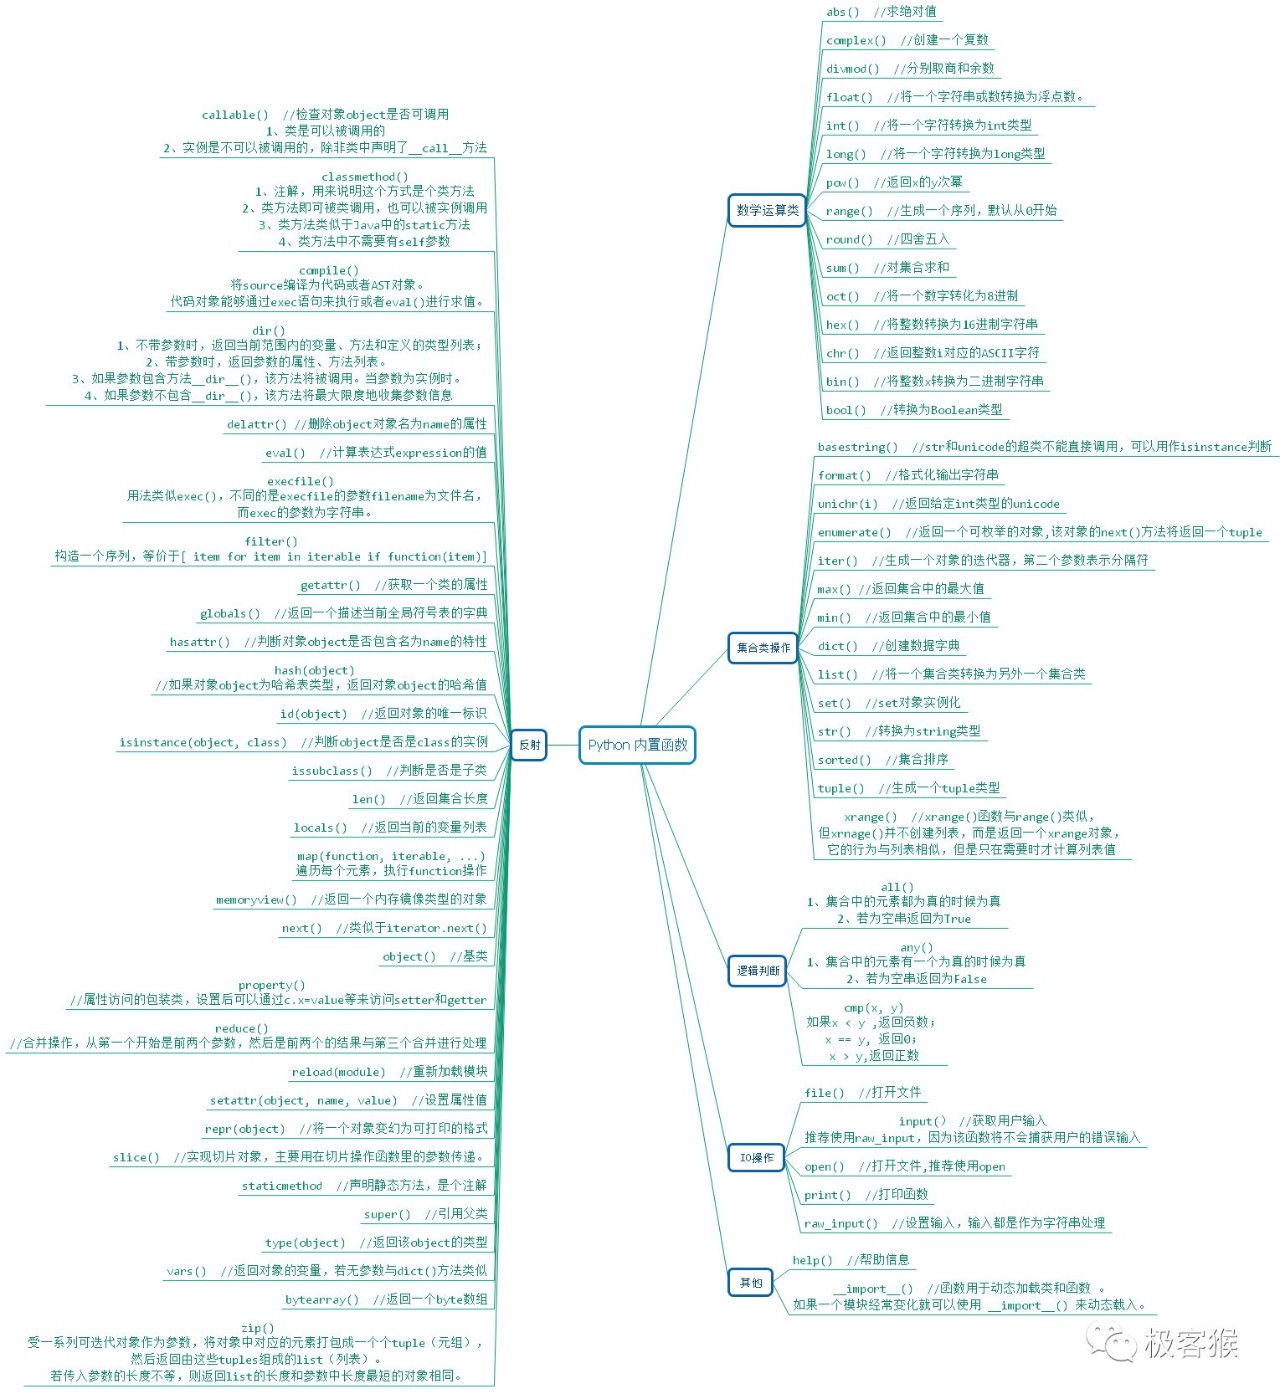 Python 内置函数
数学运算类
abs()  //求绝对值
complex()  //创建一个复数
divmod()  //分别取商和余数
float()  //将一个字符串或数转换为浮点数。
int()  //将一个字符转换为int类型
long()  //将一个字符转换为long类型
pow()  //返回x的y次幂
range()  //生成一个序列，默认从0开始
round()  //四舍五入
sum()  //对集合求和
oct()  //将一个数字转化为8进制
hex()  //将整数转换为16进制字符串
chr()  //返回整数i对应的ASCII字符
bin()  //将整数x转换为二进制字符串
bool()  //转换为Boolean类型
集合类操作
basestring()  //str和unicode的超类不能直接调用，可以用作isinstance判断
format()  //格式化输出字符串
unichr(i)  //返回给定int类型的unicode
enumerate()  //返回一个可枚举的对象,该对象的next()方法将返回一个tuple
iter()  //生成一个对象的迭代器，第二个参数表示分隔符
max() //返回集合中的最大值
min()  //返回集合中的最小值
dict()  //创建数据字典
list()  //将一个集合类转换为另外一个集合类
set()  //set对象实例化
str()  //转换为string类型
sorted()  //集合排序
tuple()  //生成一个tuple类型
xrange()  //xrange()函数与range()类似，
但xrnage()并不创建列表，而是返回一个xrange对象，
它的行为与列表相似，但是只在需要时才计算列表值
逻辑判断
all()
1、集合中的元素都为真的时候为真
2、若为空串返回为True
any()
1、集合中的元素有一个为真的时候为真
2、若为空串返回为False
cmp(x, y)
如果x < y ,返回负数；
x == y, 返回0；
x > y,返回正数
IO操作
file()  //打开文件
input()  //获取用户输入
推荐使用raw_input，因为该函数将不会捕获用户的错误输入
open()  //打开文件,推荐使用open
print()  //打印函数
raw_input()  //设置输入，输入都是作为字符串处理
其他
help()  //帮助信息
__import__()  //函数用于动态加载类和函数 。
如果一个模块经常变化就可以使用 __import__() 来动态载入。
反射
callable()  //检查对象object是否可调用
1、类是可以被调用的
2、实例是不可以被调用的，除非类中声明了__call__方法
classmethod()
1、注解，用来说明这个方式是个类方法
2、类方法即可被类调用，也可以被实例调用
3、类方法类似于Java中的static方法
4、类方法中不需要有self参数
compile()
将source编译为代码或者AST对象。
代码对象能够通过exec语句来执行或者eval()进行求值。
dir()
1、不带参数时，返回当前范围内的变量、方法和定义的类型列表；
2、带参数时，返回参数的属性、方法列表。
3、如果参数包含方法__dir__()，该方法将被调用。当参数为实例时。
4、如果参数不包含__dir__()，该方法将最大限度地收集参数信息
delattr() //删除object对象名为name的属性
eval()  //计算表达式expression的值
execfile()
用法类似exec()，不同的是execfile的参数filename为文件名，
而exec的参数为字符串。
filter()
构造一个序列，等价于[ item for item in iterable if function(item)]
getattr()  //获取一个类的属性
globals()  //返回一个描述当前全局符号表的字典
hasattr()  //判断对象object是否包含名为name的特性
hash(object)
//如果对象object为哈希表类型，返回对象object的哈希值
id(object)  //返回对象的唯一标识
isinstance(object, class)  //判断object是否是class的实例
issubclass()  //判断是否是子类
len()  //返回集合长度
locals()  //返回当前的变量列表
map(function, iterable, ...)
遍历每个元素，执行function操作
memoryview()  //返回一个内存镜像类型的对象
next()  //类似于iterator.next()
object()  //基类
property()
//属性访问的包装类，设置后可以通过c.x=value等来访问setter和getter
reduce()
//合并操作，从第一个开始是前两个参数，然后是前两个的结果与第三个合并进行处理
reload(module)  //重新加载模块
setattr(object, name, value)  //设置属性值
repr(object)  //将一个对象变幻为可打印的格式
slice()  //实现切片对象，主要用在切片操作函数里的参数传递。
staticmethod  //声明静态方法，是个注解
super()  //引用父类
type(object)  //返回该object的类型
vars()  //返回对象的变量，若无参数与dict()方法类似
bytearray()  //返回一个byte数组
zip()
受一系列可迭代对象作为参数，将对象中对应的元素打包成一个个tuple（元组），
然后返回由这些tuples组成的list（列表）。
若传入参数的长度不等，则返回list的长度和参数中长度最短的对象相同。
极客猴